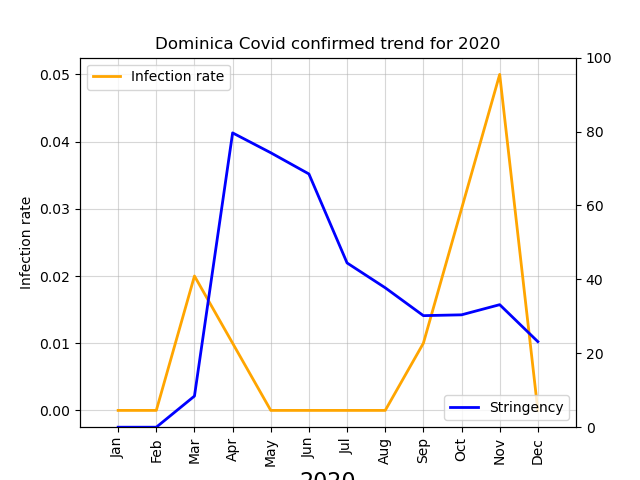 Dominica Covid confirmed trend for 2020
Infection rate
Stringency
Infection rate
0.05
0.04
0.03
0.02
0.01
0.00
100
80
60
40
20
0
Jan
Feb
Mar
Apr
May
Jun
Jul
Aug
Sep
Oct
Nov
Dec
2020